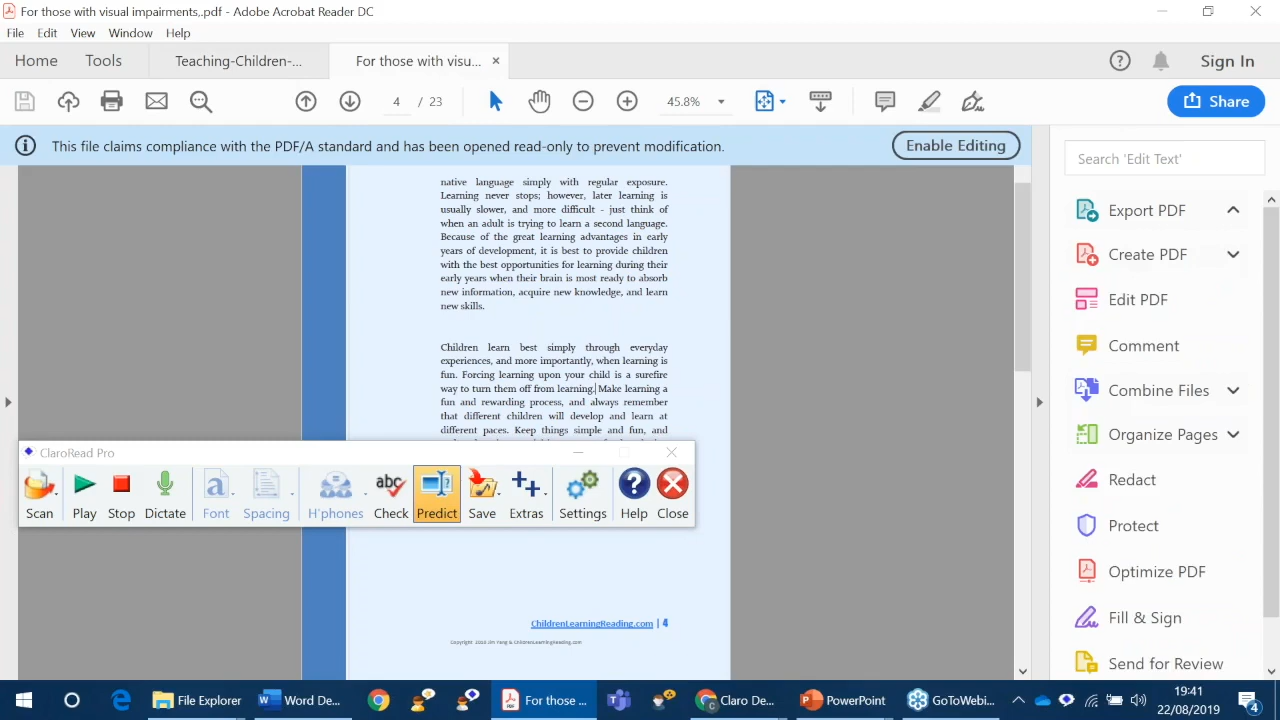 For those with visual impairments,.pdf - Adobe Acrobat Reader DC
File Edit View Window Help
Home Tools Teaching-Children-... For those with visu... × Sign In
4 / 23 45.8% Share
This file claims compliance with the PDF/A standard and has been opened read-only to prevent modification. Enable Editing
Search 'Edit Text'
native language simply with regular exposure.
Learning never stops; however, later learning is
usually slower, and more difficult - just think of
when an adult is trying to learn a second language.
Because of the great learning advantages in early
years of development, it is best to provide children
with the best opportunities for learning during their
early years when their brain is most ready to absorb
new information, acquire new knowledge, and learn
new skills.
Children learn best simply through everyday
experiences, and more importantly, when learning is
fun. Forcing learning upon your child is a surefire
way to turn them off from learning. Make learning a
fun and rewarding process, and always remember
that different children will develop and learn at
different paces. Keep things simple and fun, and
ClaroRead Pro
abc
Scan Play Stop Dictate Font Spacing H'phones Check Predict Save Extras Settings Help Close
ChildrenLearningReading.com | 4
Copyright 2010 Jim Yang & ChildrenLearningReading.com
Export PDF
Create PDF
Edit PDF
Comment
Combine Files
Organize Pages
Redact
Protect
Optimize PDF
Fill & Sign
Send for Review
File Explorer Word De... For those ... Claro De... PowerPoint GoToWebi... 19:41
22/08/2019 4